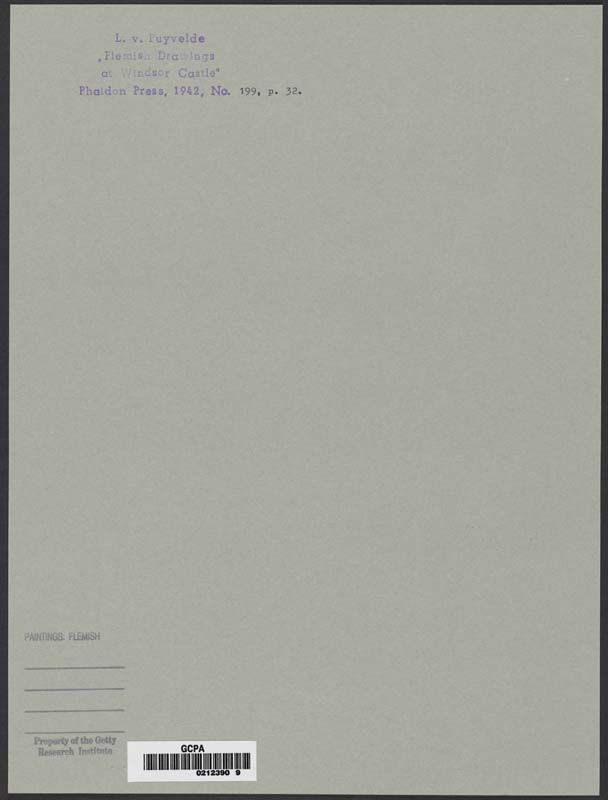 L. v. Puyvelde
„Flemish Drawings
at Windsor Castle"
Phaidon Press, 1942, No. 199, p. 32.
PAINTINGS: FLEMISH
Property of the Getty
Research Institute
GCPA
0212390 9